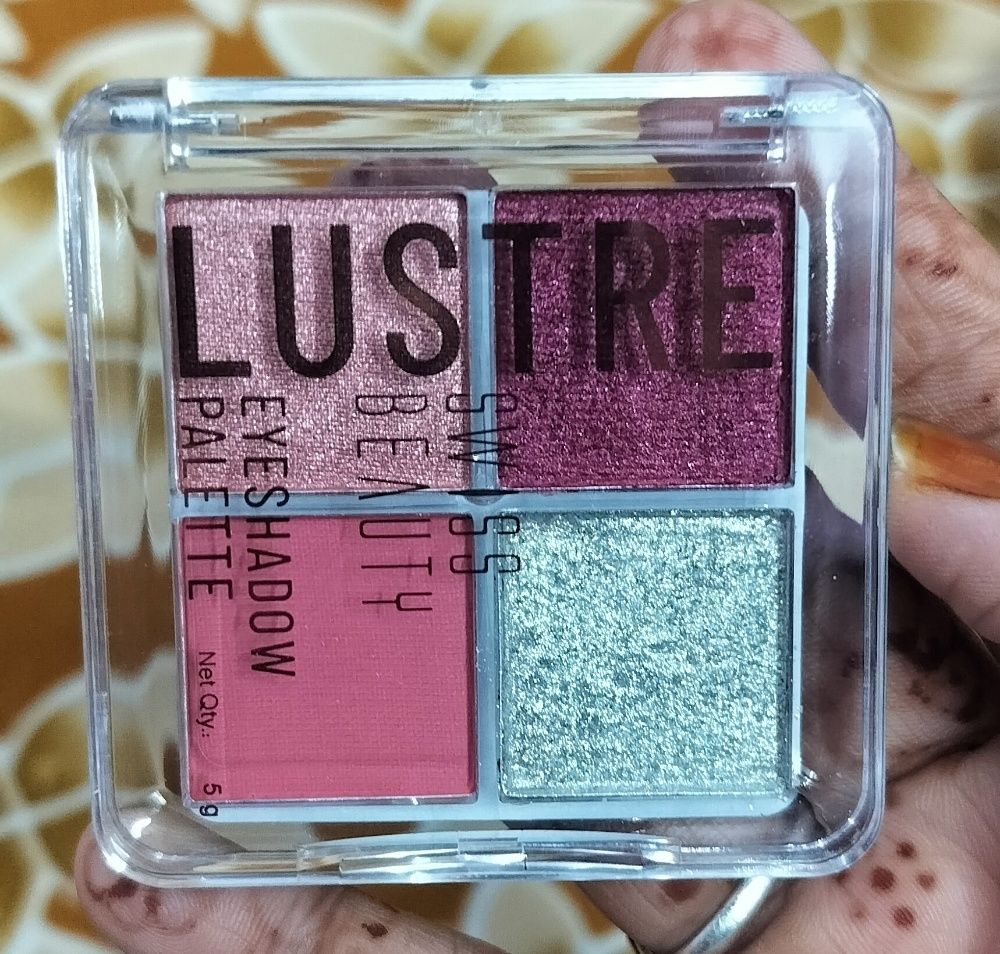 LUSTRE
SWISS
BEAUTY
EYESHADOW
PALETTE
Net Qty.: 5 g